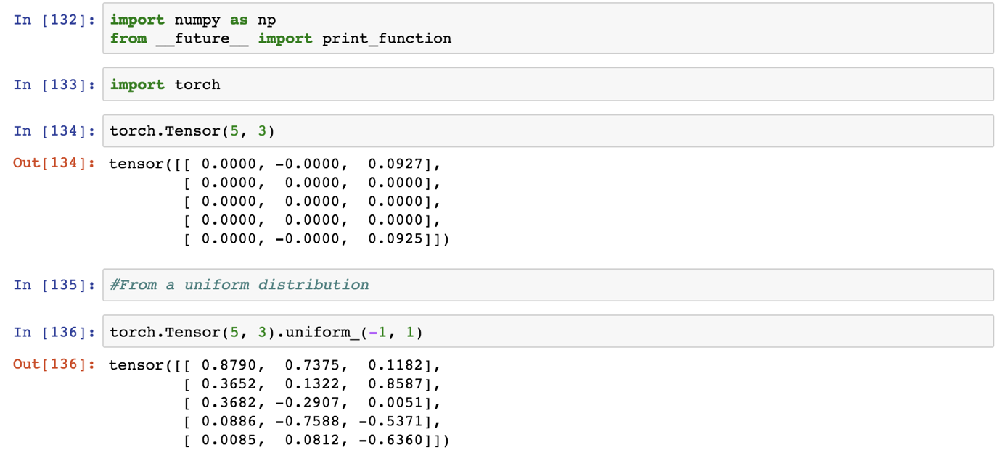 In [132]: import numpy as np
from __future__ import print_function
In [133]: import torch
In [134]: torch.Tensor(5, 3)
Out[134]: tensor([[ 0.0000, -0.0000,  0.0927],
[ 0.0000,  0.0000,  0.0000],
[ 0.0000,  0.0000,  0.0000],
[ 0.0000,  0.0000,  0.0000],
[ 0.0000, -0.0000,  0.0925]])
In [135]: #From a uniform distribution
In [136]: torch.Tensor(5, 3).uniform_(-1, 1)
Out[136]: tensor([[ 0.8790,  0.7375,  0.1182],
[ 0.3652,  0.1322,  0.8587],
[ 0.3682, -0.2907,  0.0051],
[ 0.0886, -0.7588, -0.5371],
[ 0.0085,  0.0812, -0.6360]])